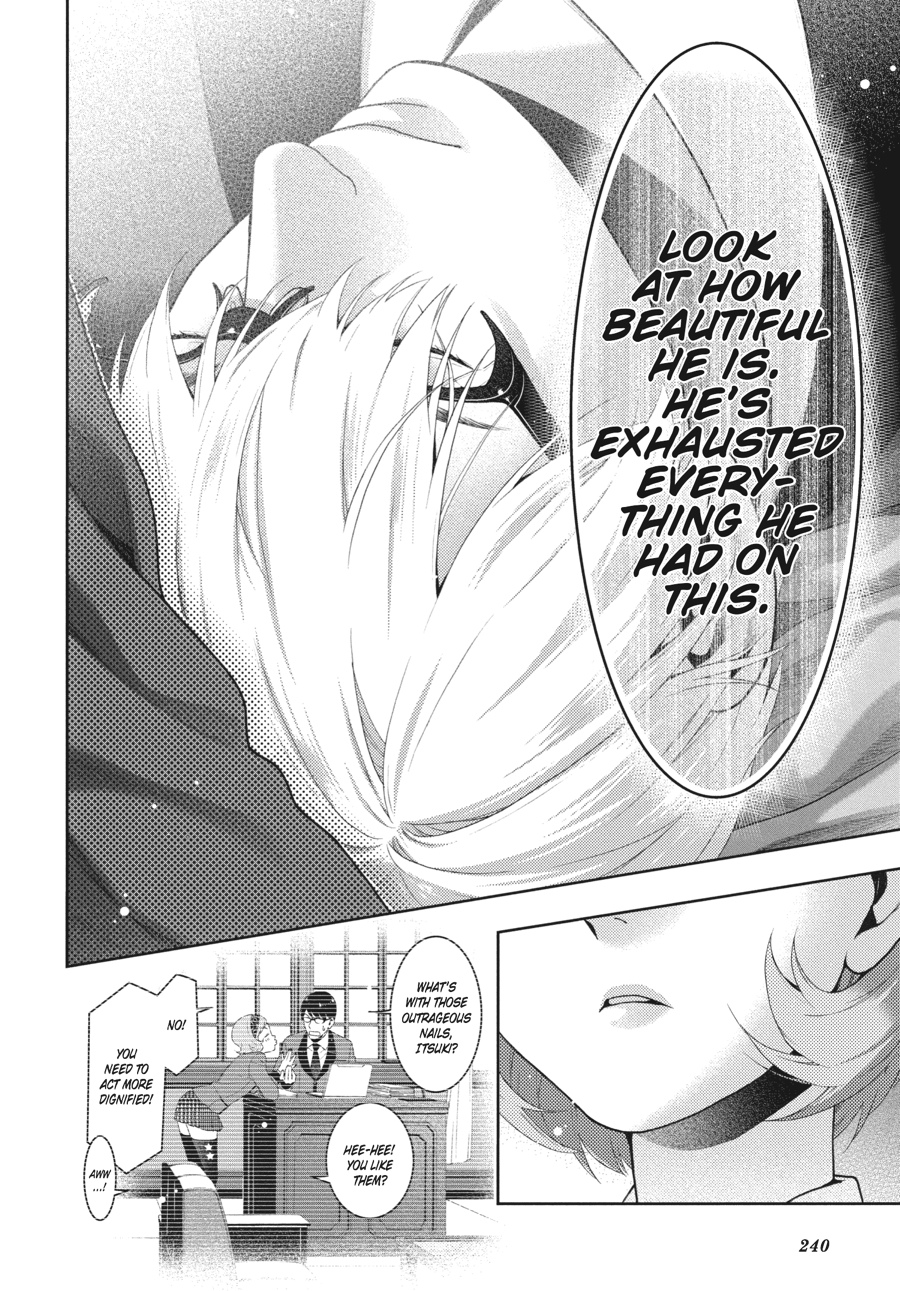 LOOK
AT HOW
BEAUTIFUL
HE IS.
HE'S
EXHAUSTED
EVERY-
THING HE
HAD ON
THIS.
WHAT'S
WITH THOSE
OUTRAGEOUS
NAILS,
ITSUKI?
HEE-HEE!
YOU LIKE
THEM?
NO!
YOU
NEED TO
ACT MORE
DIGNIFIED!
AWW
...!
240